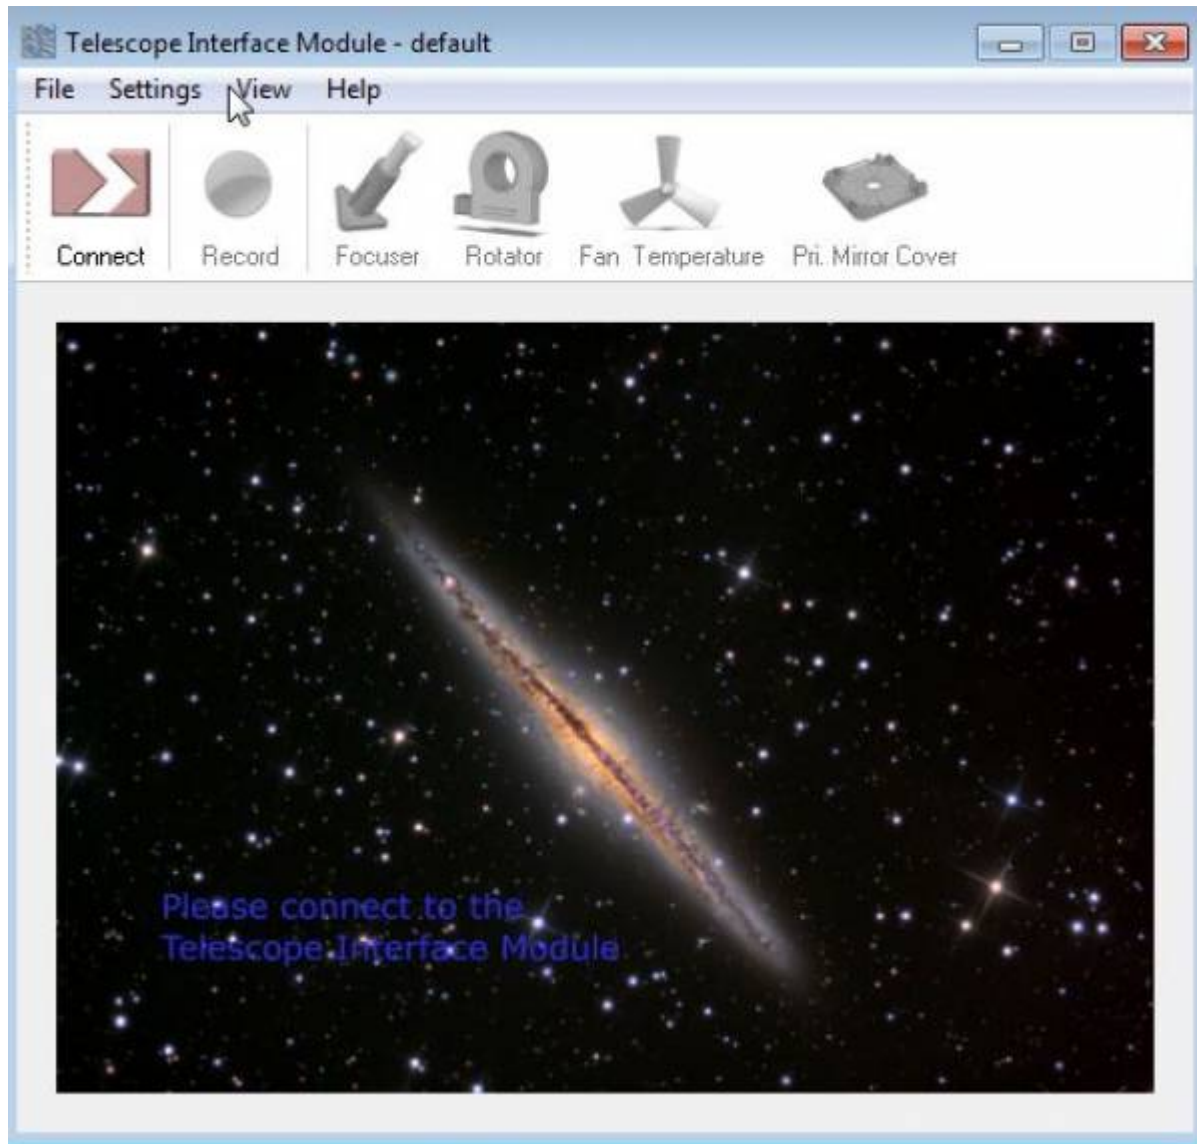 Telescope Interface Module - default
File Settings View Help
Connect Record Focuser Rotator Fan Temperature Pri. Mirror Cover
Please connect to the
Telescope Interface Module